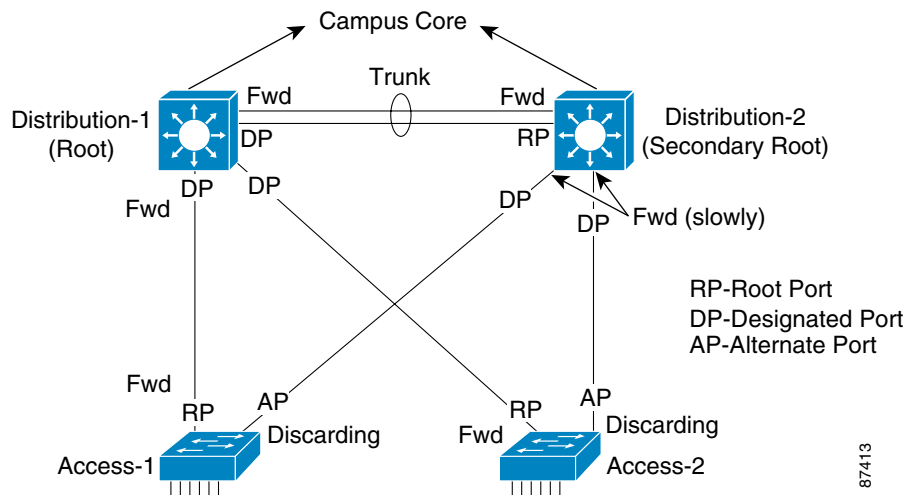 Campus Core
Trunk
Fwd
Fwd
Distribution-1
(Root)
DP
RP
Distribution-2
(Secondary Root)
DP
DP
Fwd
DP
DP
Fwd (slowly)
RP-Root Port
DP-Designated Port
AP-Alternate Port
Fwd
RP
AP
Discarding
Access-1
RP
Fwd
AP
Discarding
Access-2
87413